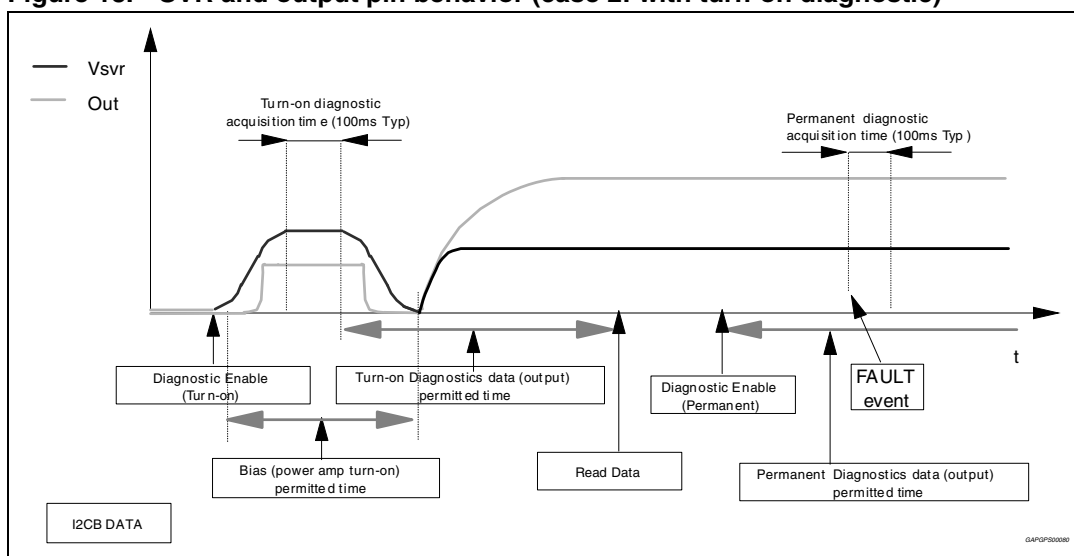 Figure 16. SVR and output pin behavior (case 2: with turn-on diagnostic)
Vsvr
Out
Turn-on diagnostic
acquisition time (100ms Typ)
Permanent diagnostic
acquisition time (100ms Typ)
t
Diagnostic Enable
(Turn-on)
Turn-on Diagnostics data (output)
permitted time
Diagnostic Enable
(Permanent)
FAULT
event
Bias (power amp turn-on)
permitted time
Read Data
Permanent Diagnostics data (output)
permitted time
I2CB DATA
GAPGPS00080